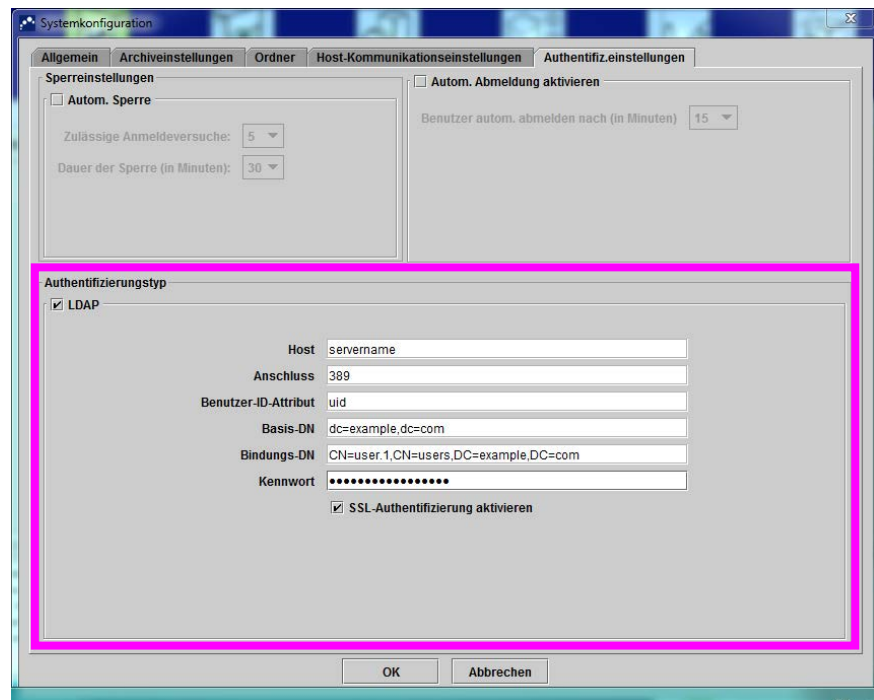 Systemkonfiguration
Allgemein Archiveinstellungen Ordner Host-Kommunikationseinstellungen Authentifiz.einstellungen
Sperreinstellungen
Autom. Sperre
Zulässige Anmeldeversuche: 5
Dauer der Sperre (in Minuten): 30
Autom. Abmeldung aktivieren
Benutzer autom. abmelden nach (in Minuten) 15
Authentifizierungstyp
LDAP
Host servername
Anschluss 389
Benutzer-ID-Attribut uid
Basis-DN dc=example,dc=com
Bindungs-DN CN=user.1,CN=users,DC=example,DC=com
Kennwort •••••••••••••••••
SSL-Authentifizierung aktivieren
OK Abbrechen